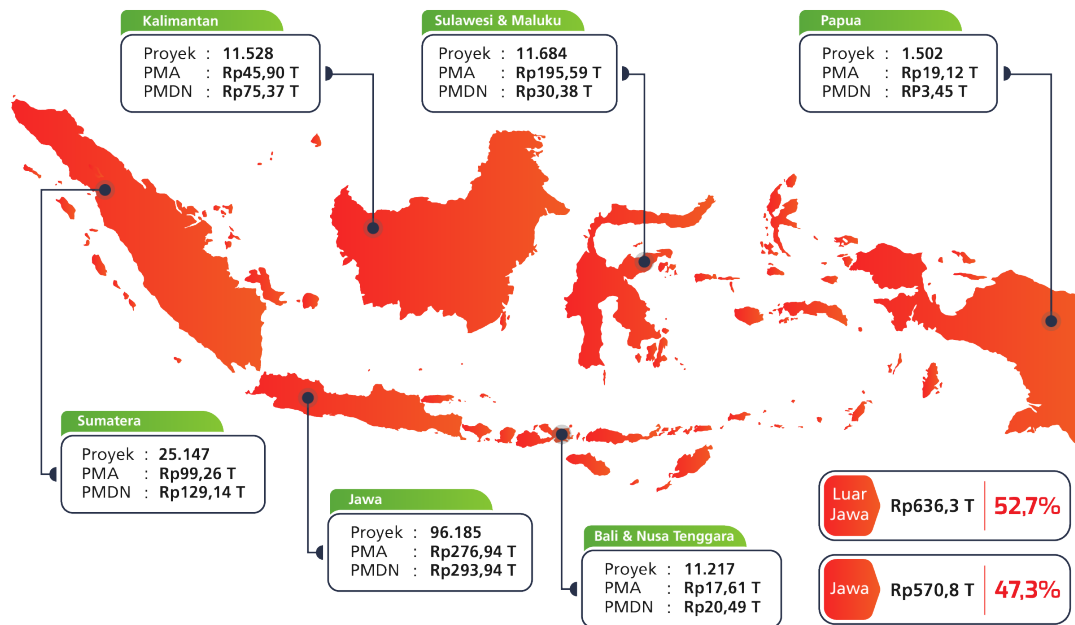 Kalimantan
Proyek : 11.528
PMA : Rp45,90 T
PMDN : Rp75,37 T
Sulawesi & Maluku
Proyek : 11.684
PMA : Rp195,59 T
PMDN : Rp30,38 T
Papua
Proyek : 1.502
PMA : Rp19,12 T
PMDN : RP3,45 T
Sumatera
Proyek : 25.147
PMA : Rp99,26 T
PMDN : Rp129,14 T
Jawa
Proyek : 96.185
PMA : Rp276,94 T
PMDN : Rp293,94 T
Bali & Nusa Tenggara
Proyek : 11.217
PMA : Rp17,61 T
PMDN : Rp20,49 T
Luar
Jawa
Rp636,3 T
52,7%
Jawa
Rp570,8 T
47,3%